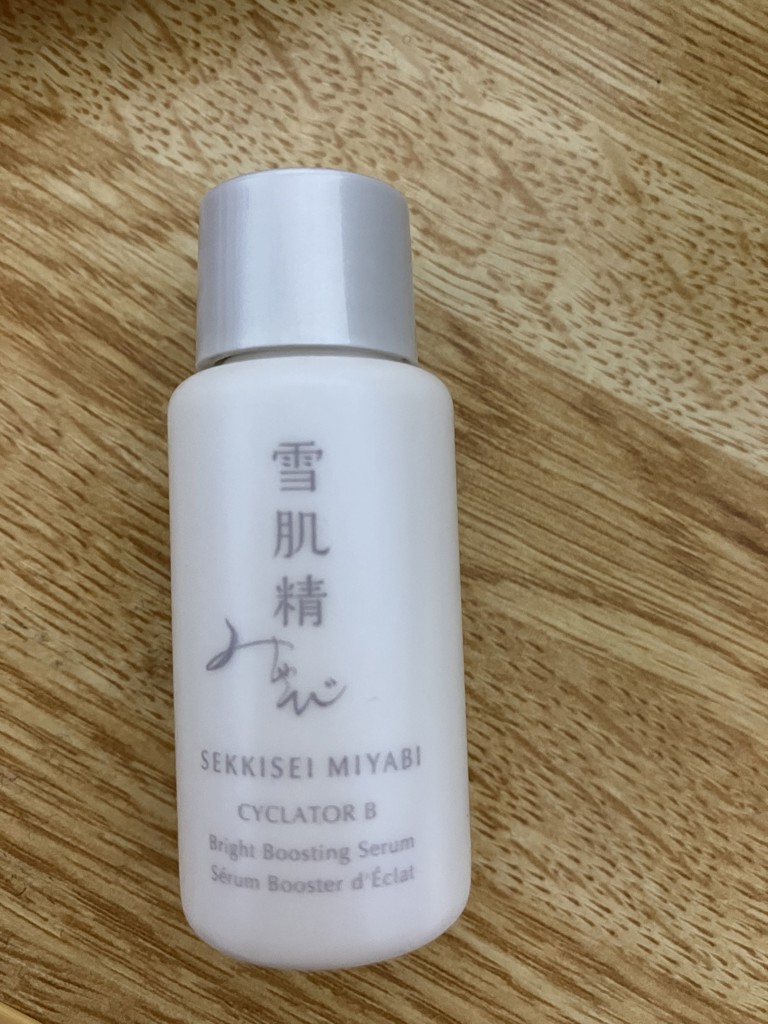 雪肌精
みやび
SEKKISEI MIYABI
CYCLATOR B
Bright Boosting Serum
Sérum Booster d'Éclat